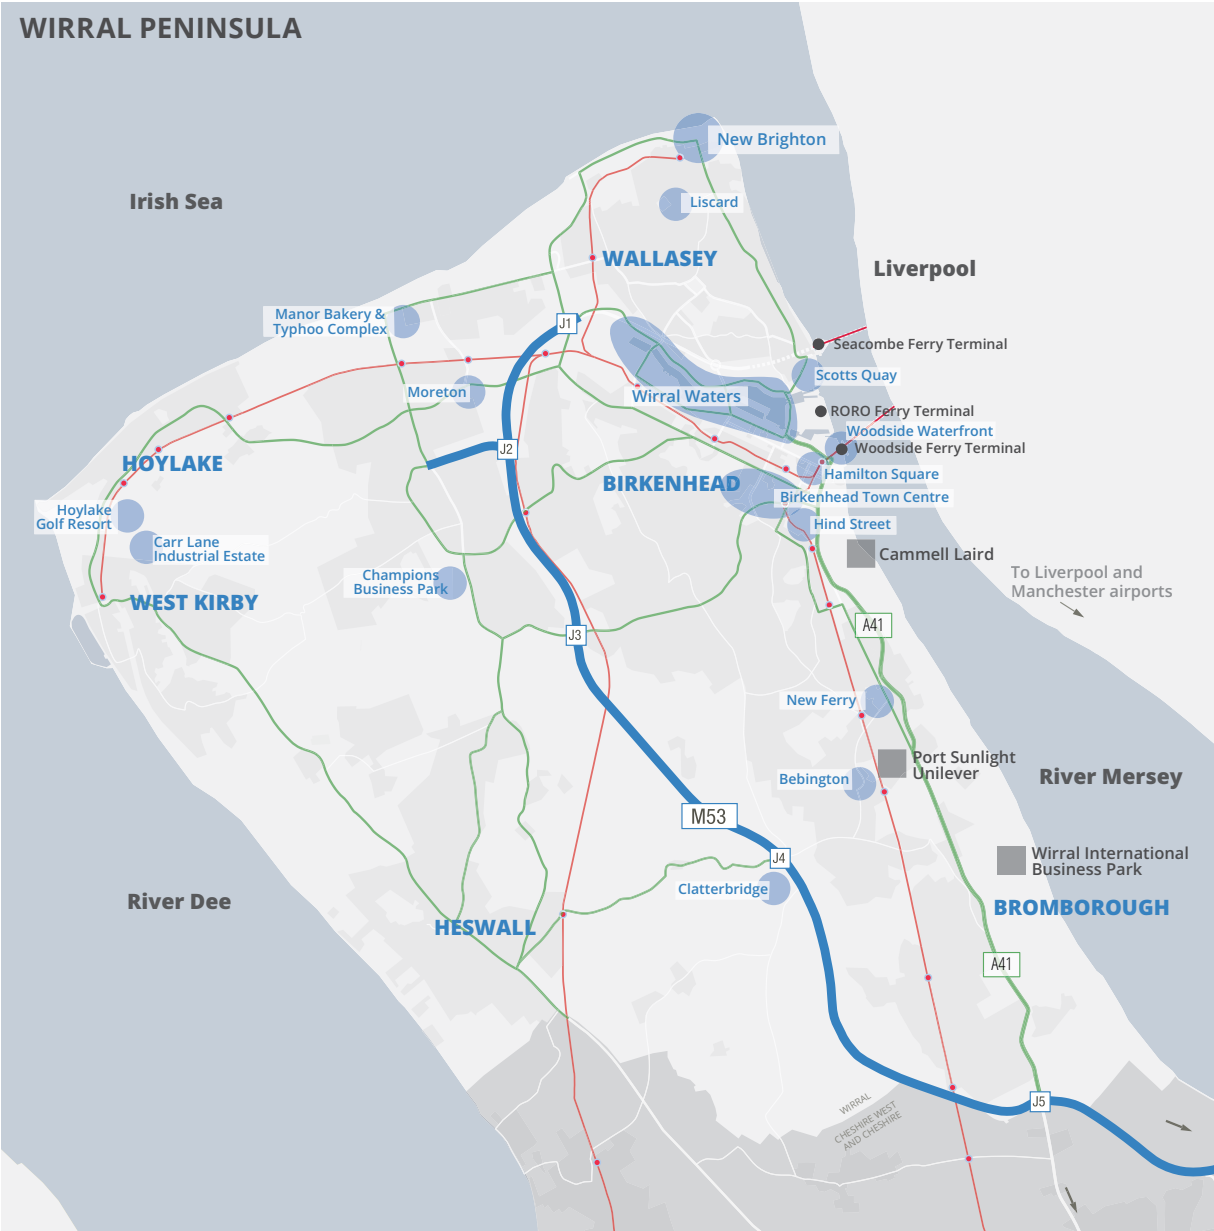 WIRRAL PENINSULA
New Brighton
Irish Sea
Liscard
WALLASEY
Liverpool
Manor Bakery &
Typhoo Complex
J1
Seacombe Ferry Terminal
Scotts Quay
Moreton
Wirral Waters
RORO Ferry Terminal
Woodside Waterfront
J2
Woodside Ferry Terminal
HOYLAKE
Hamilton Square
BIRKENHEAD
Birkenhead Town Centre
Hoylake
Golf Resort
Hind Street
Carr Lane
Industrial Estate
Cammell Laird
Champions
Business Park
To Liverpool and
Manchester airports
WEST KIRBY
A41
J3
New Ferry
Port Sunlight
Unilever
Bebington
River Mersey
M53
J4
Wirral International
Business Park
Clatterbridge
River Dee
BROMBOROUGH
HESWALL
A41
WIRRAL
CHESHIRE WEST
AND CHESHIRE
J5